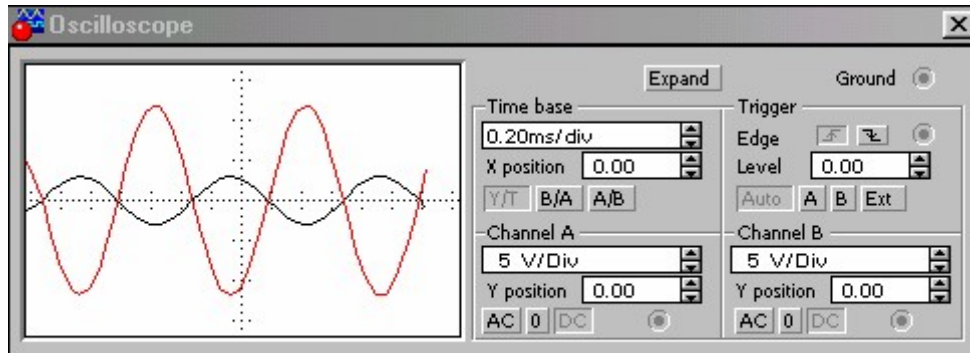 Oscilloscope
Expand
Ground
Time base
0.20ms/div
X position 0.00
Y/T B/A A/B
Trigger
Edge
Level 0.00
Auto A B Ext
Channel A
5 V/Div
Y position 0.00
AC 0 DC
Channel B
5 V/Div
Y position 0.00
AC 0 DC